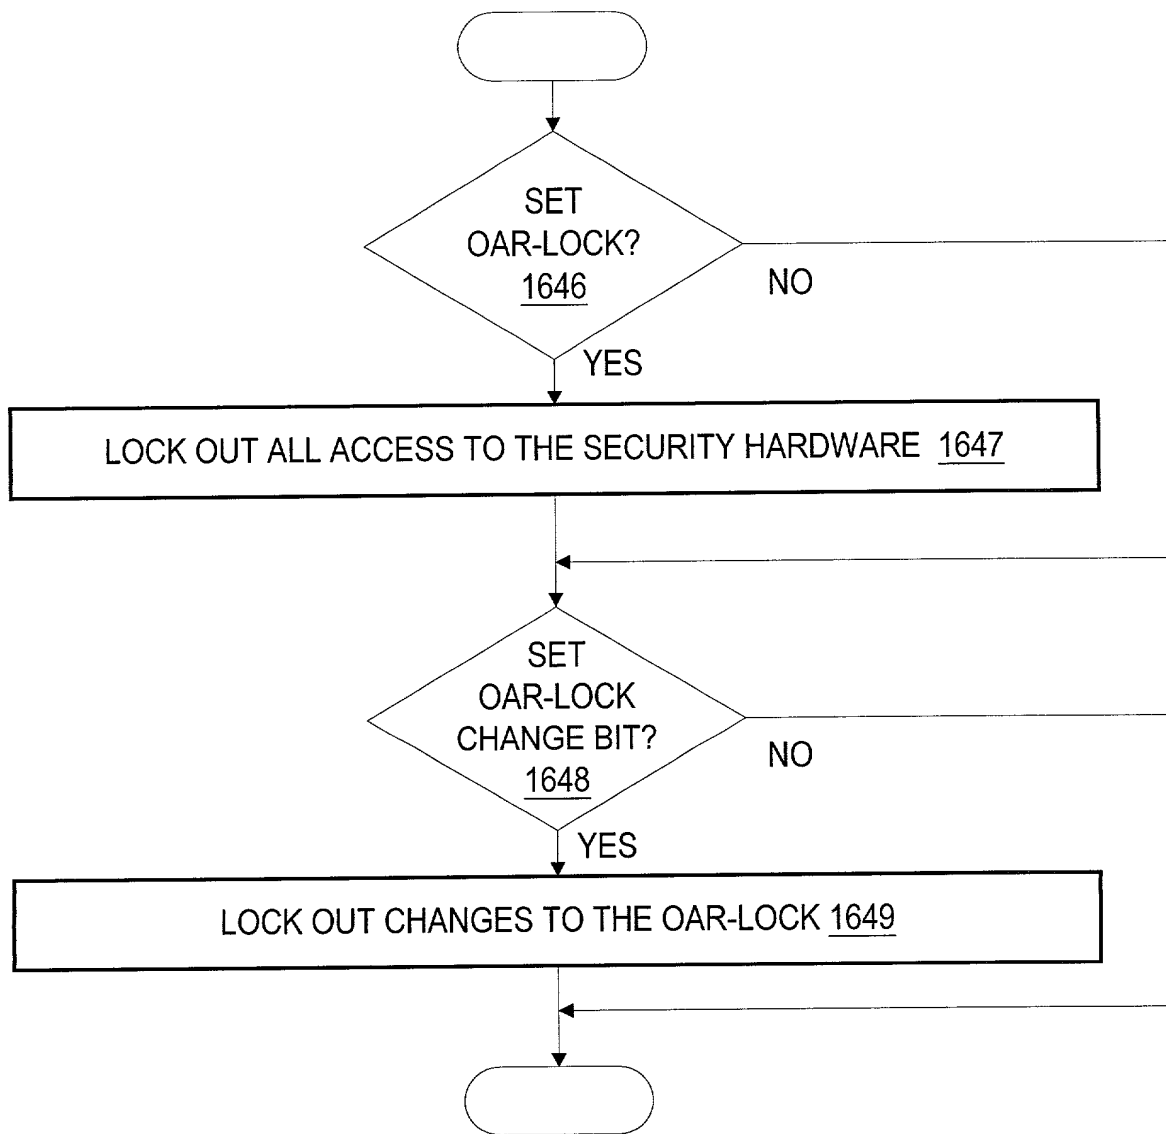 SET
OAR-LOCK?
1646
NO
YES
LOCK OUT ALL ACCESS TO THE SECURITY HARDWARE 1647
SET
OAR-LOCK
CHANGE BIT?
1648
NO
YES
LOCK OUT CHANGES TO THE OAR-LOCK 1649